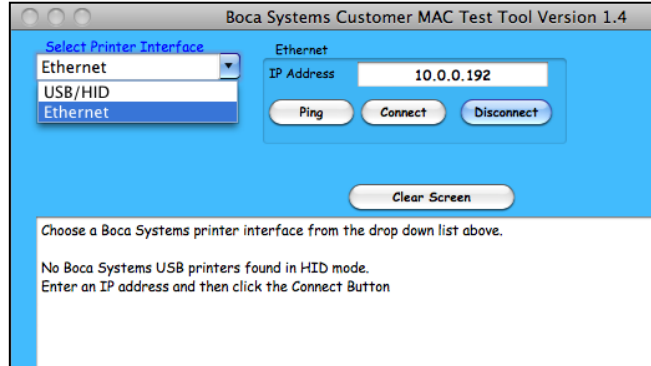 Boca Systems Customer MAC Test Tool Version 1.4
Select Printer Interface
Ethernet
USB/HID
Ethernet
Ethernet
IP Address 10.0.0.192
Ping Connect Disconnect
Clear Screen
Choose a Boca Systems printer interface from the drop down list above.
No Boca Systems USB printers found in HID mode.
Enter an IP address and then click the Connect Button